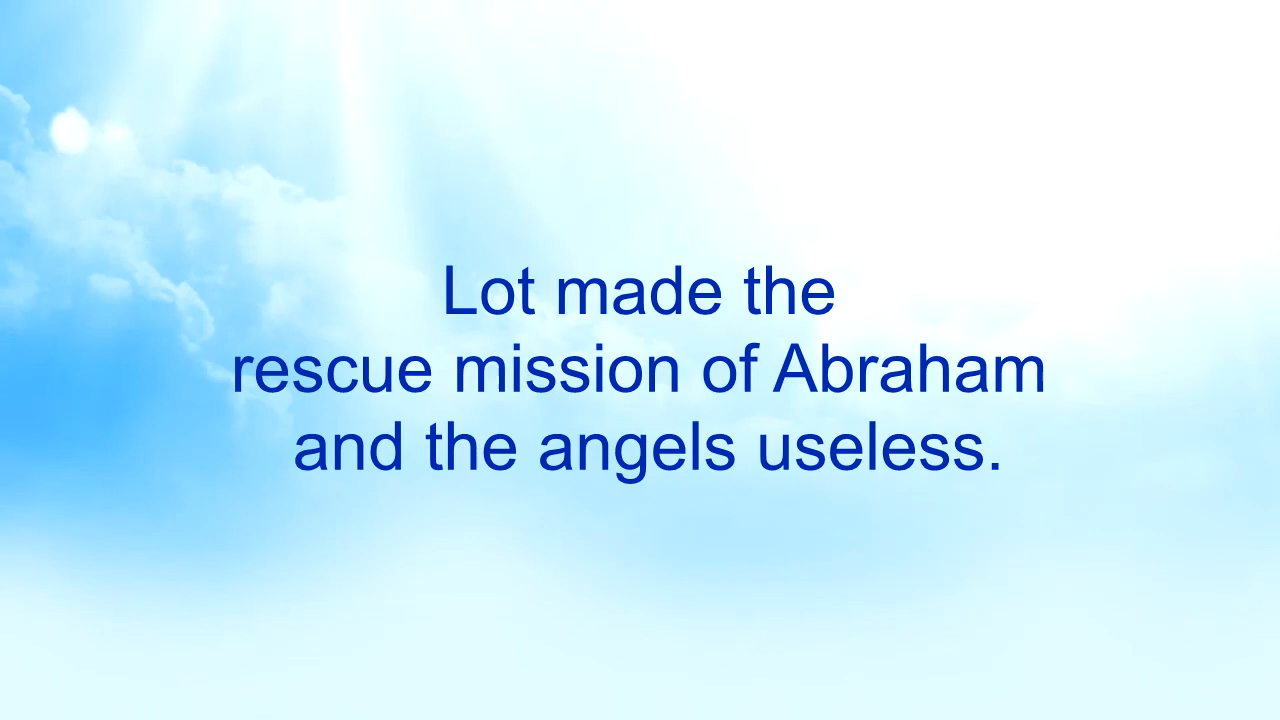 Lot made the
rescue mission of Abraham
and the angels useless.